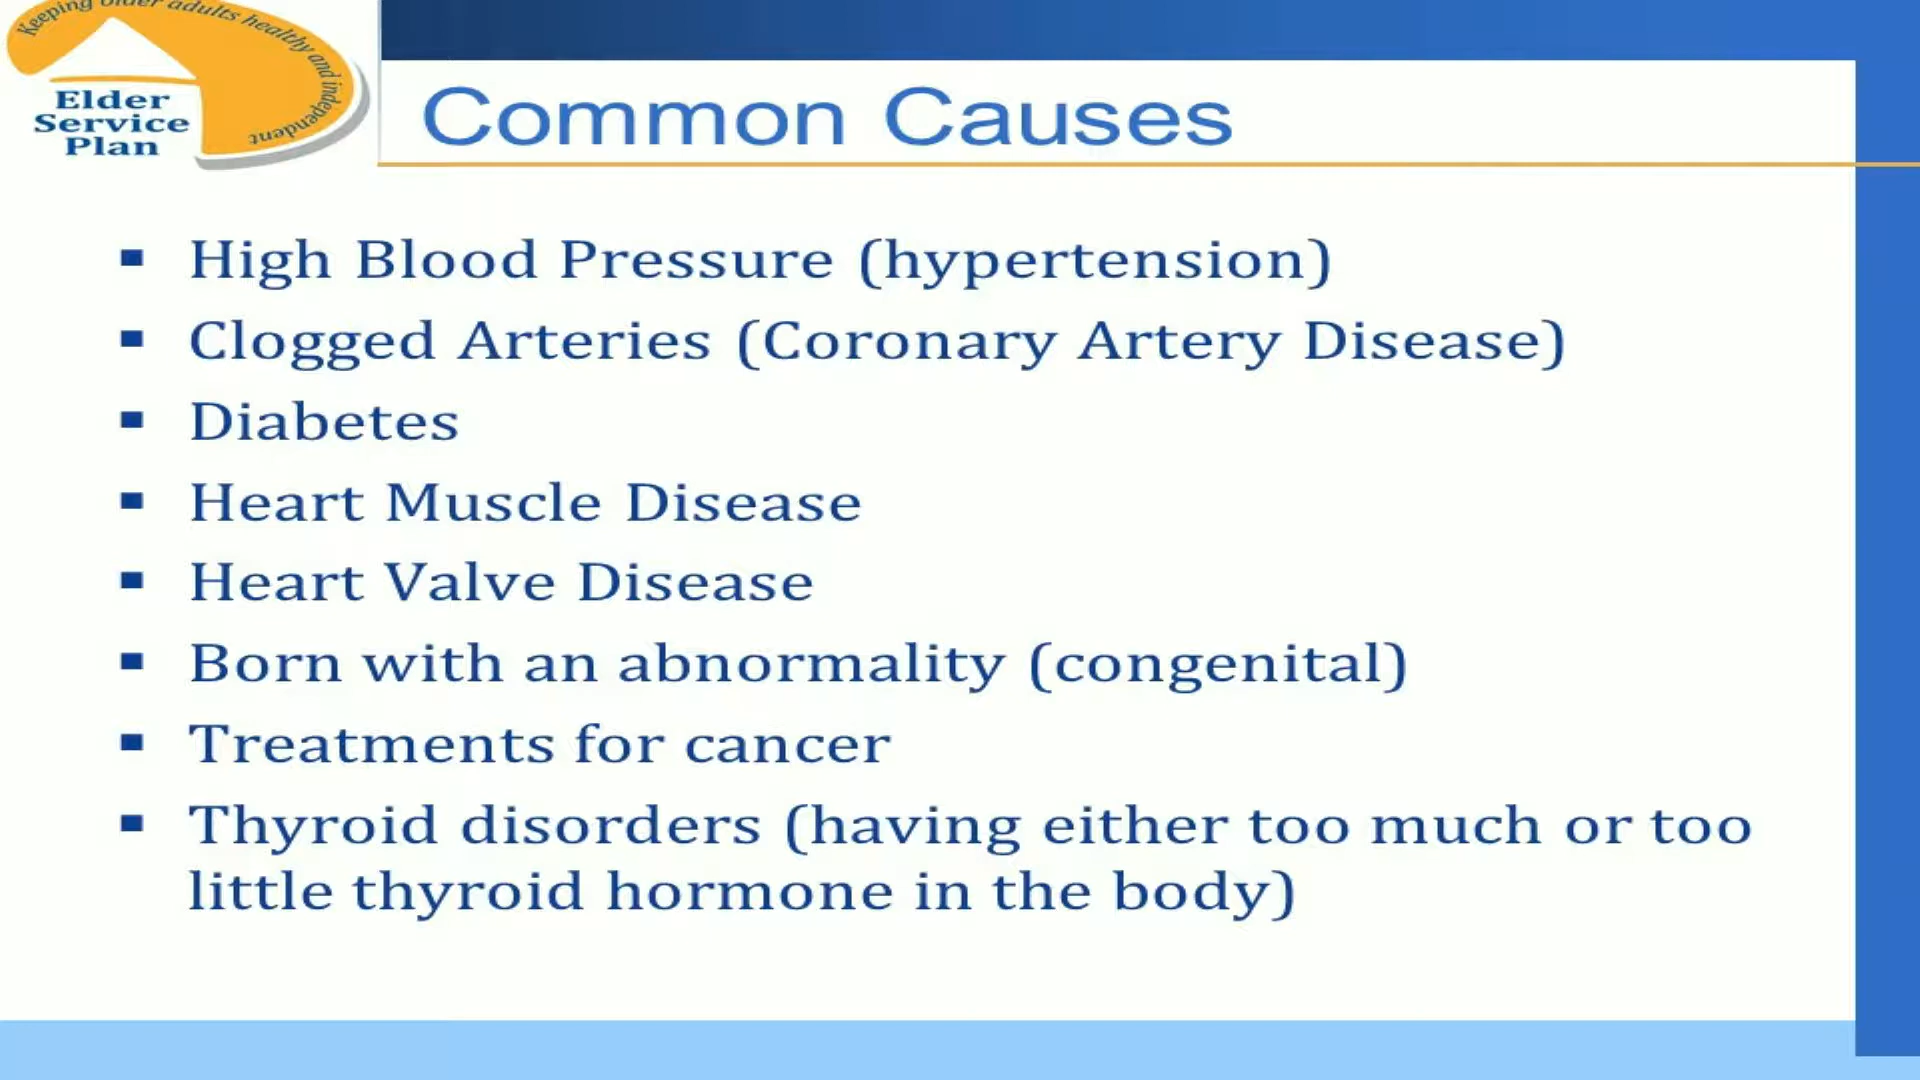 Keeping older adults healthy and independent
Elder
Service
Plan
Common Causes
▪ High Blood Pressure (hypertension)
▪ Clogged Arteries (Coronary Artery Disease)
▪ Diabetes
▪ Heart Muscle Disease
▪ Heart Valve Disease
▪ Born with an abnormality (congenital)
▪ Treatments for cancer
▪ Thyroid disorders (having either too much or too
little thyroid hormone in the body)